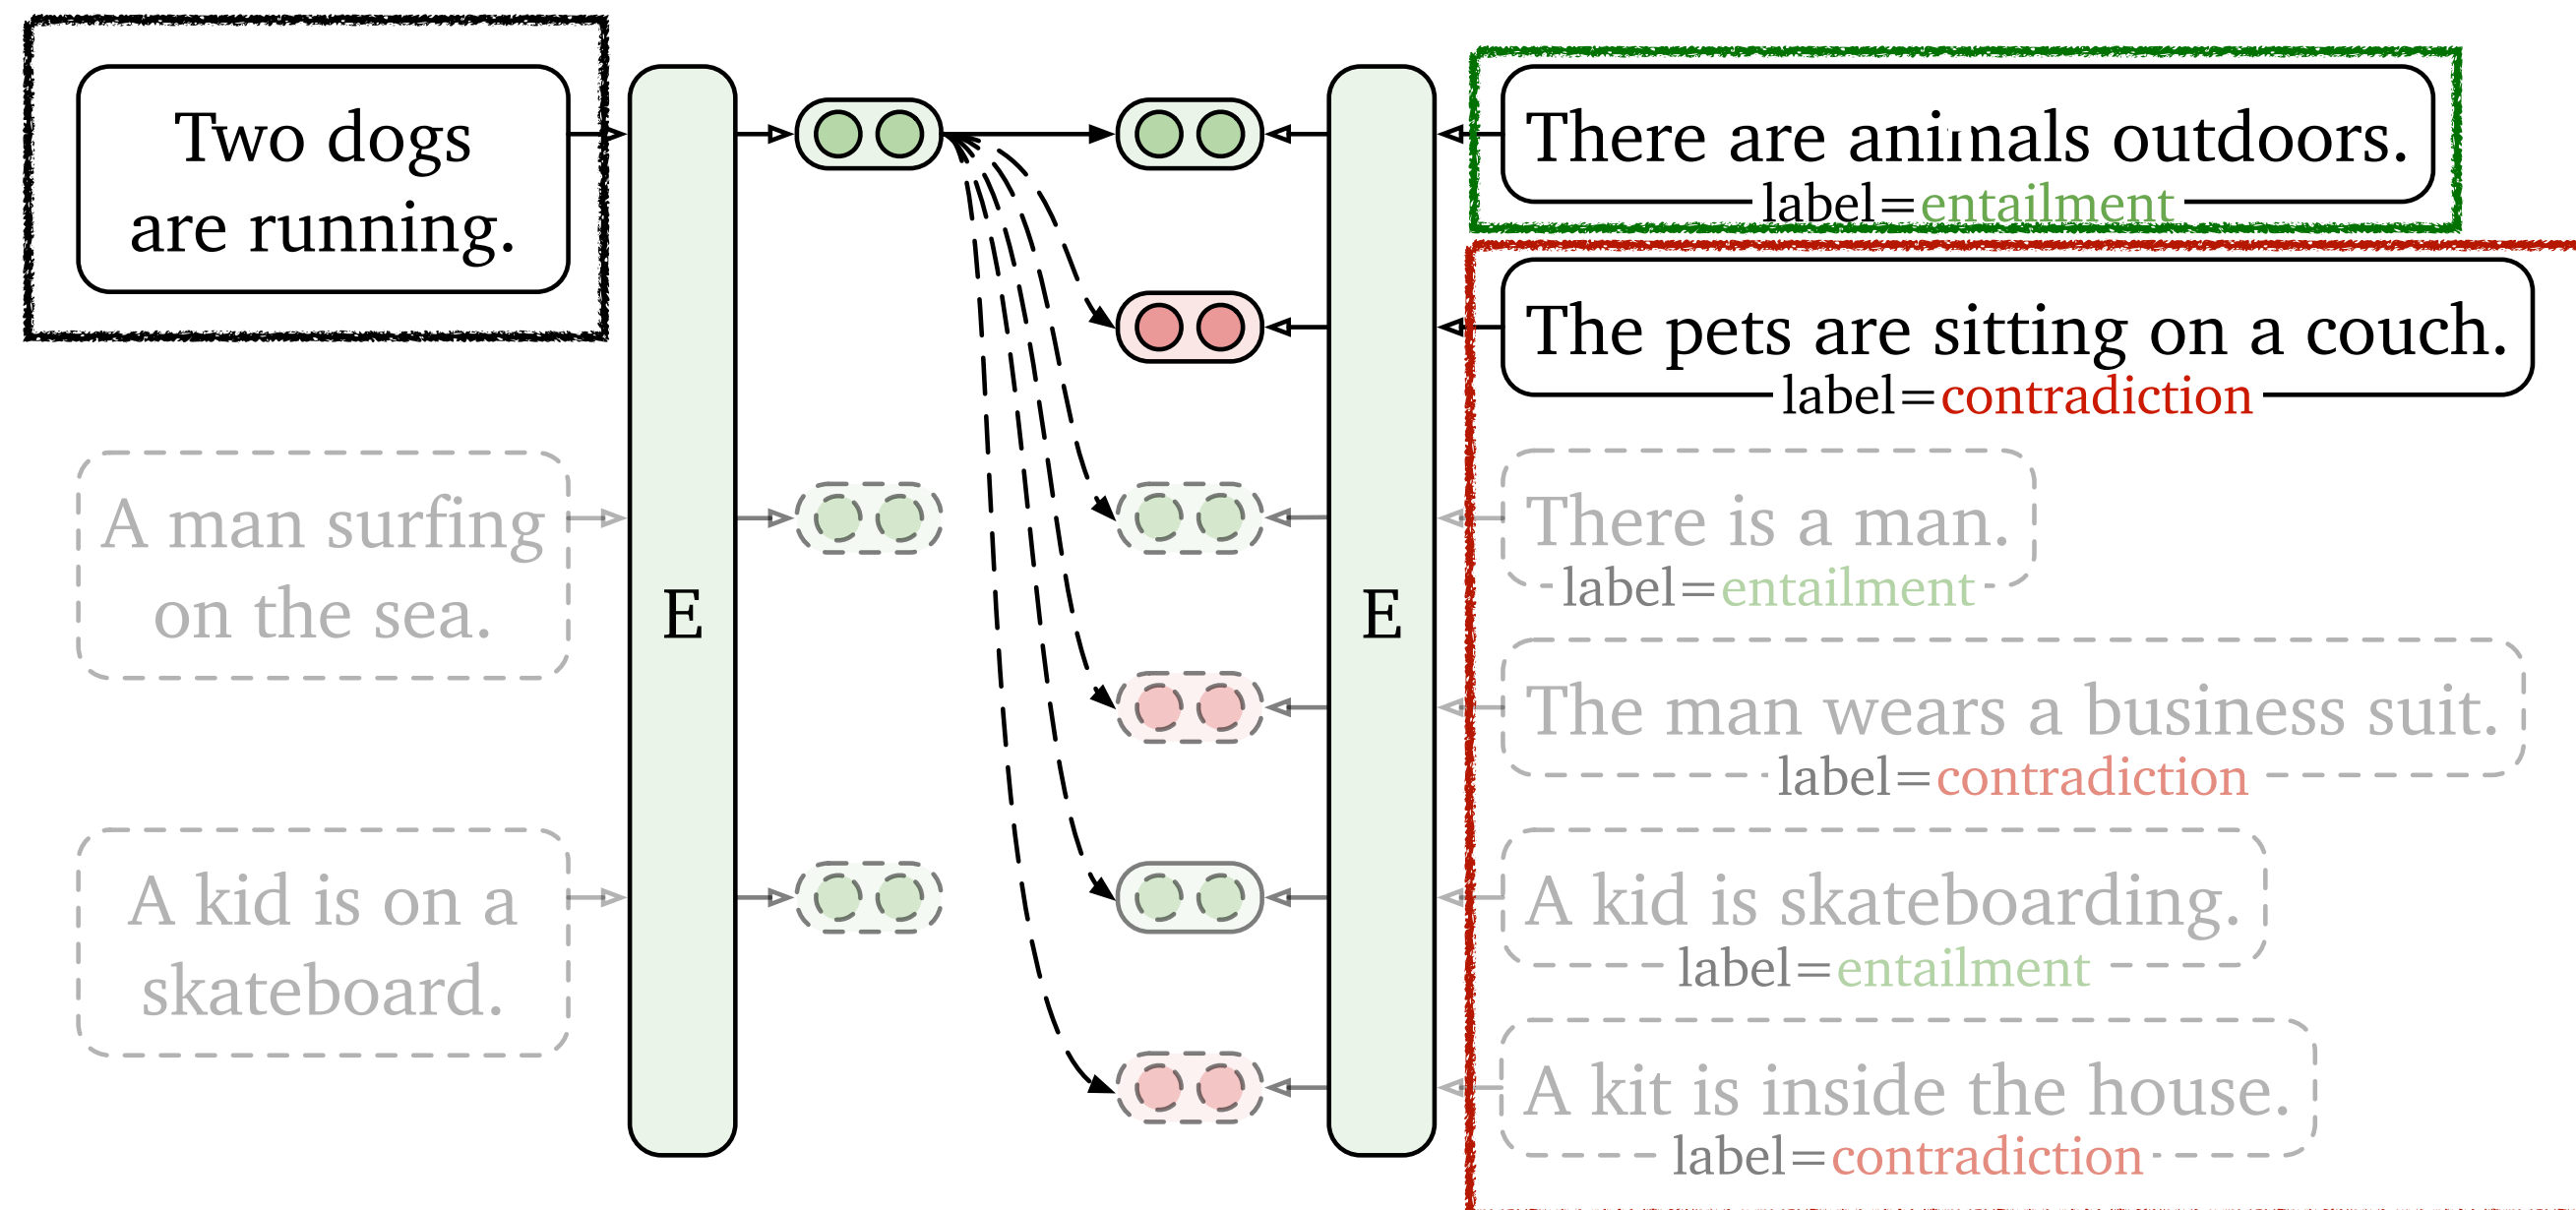 Two dogs
are running.
A man surfing
on the sea.
A kid is on a
skateboard.
E
E
There are animals outdoors.
label=entailment
The pets are sitting on a couch.
label=contradiction
There is a man.
label=entailment
The man wears a business suit.
label=contradiction
A kid is skateboarding.
label=entailment
A kit is inside the house.
label=contradiction